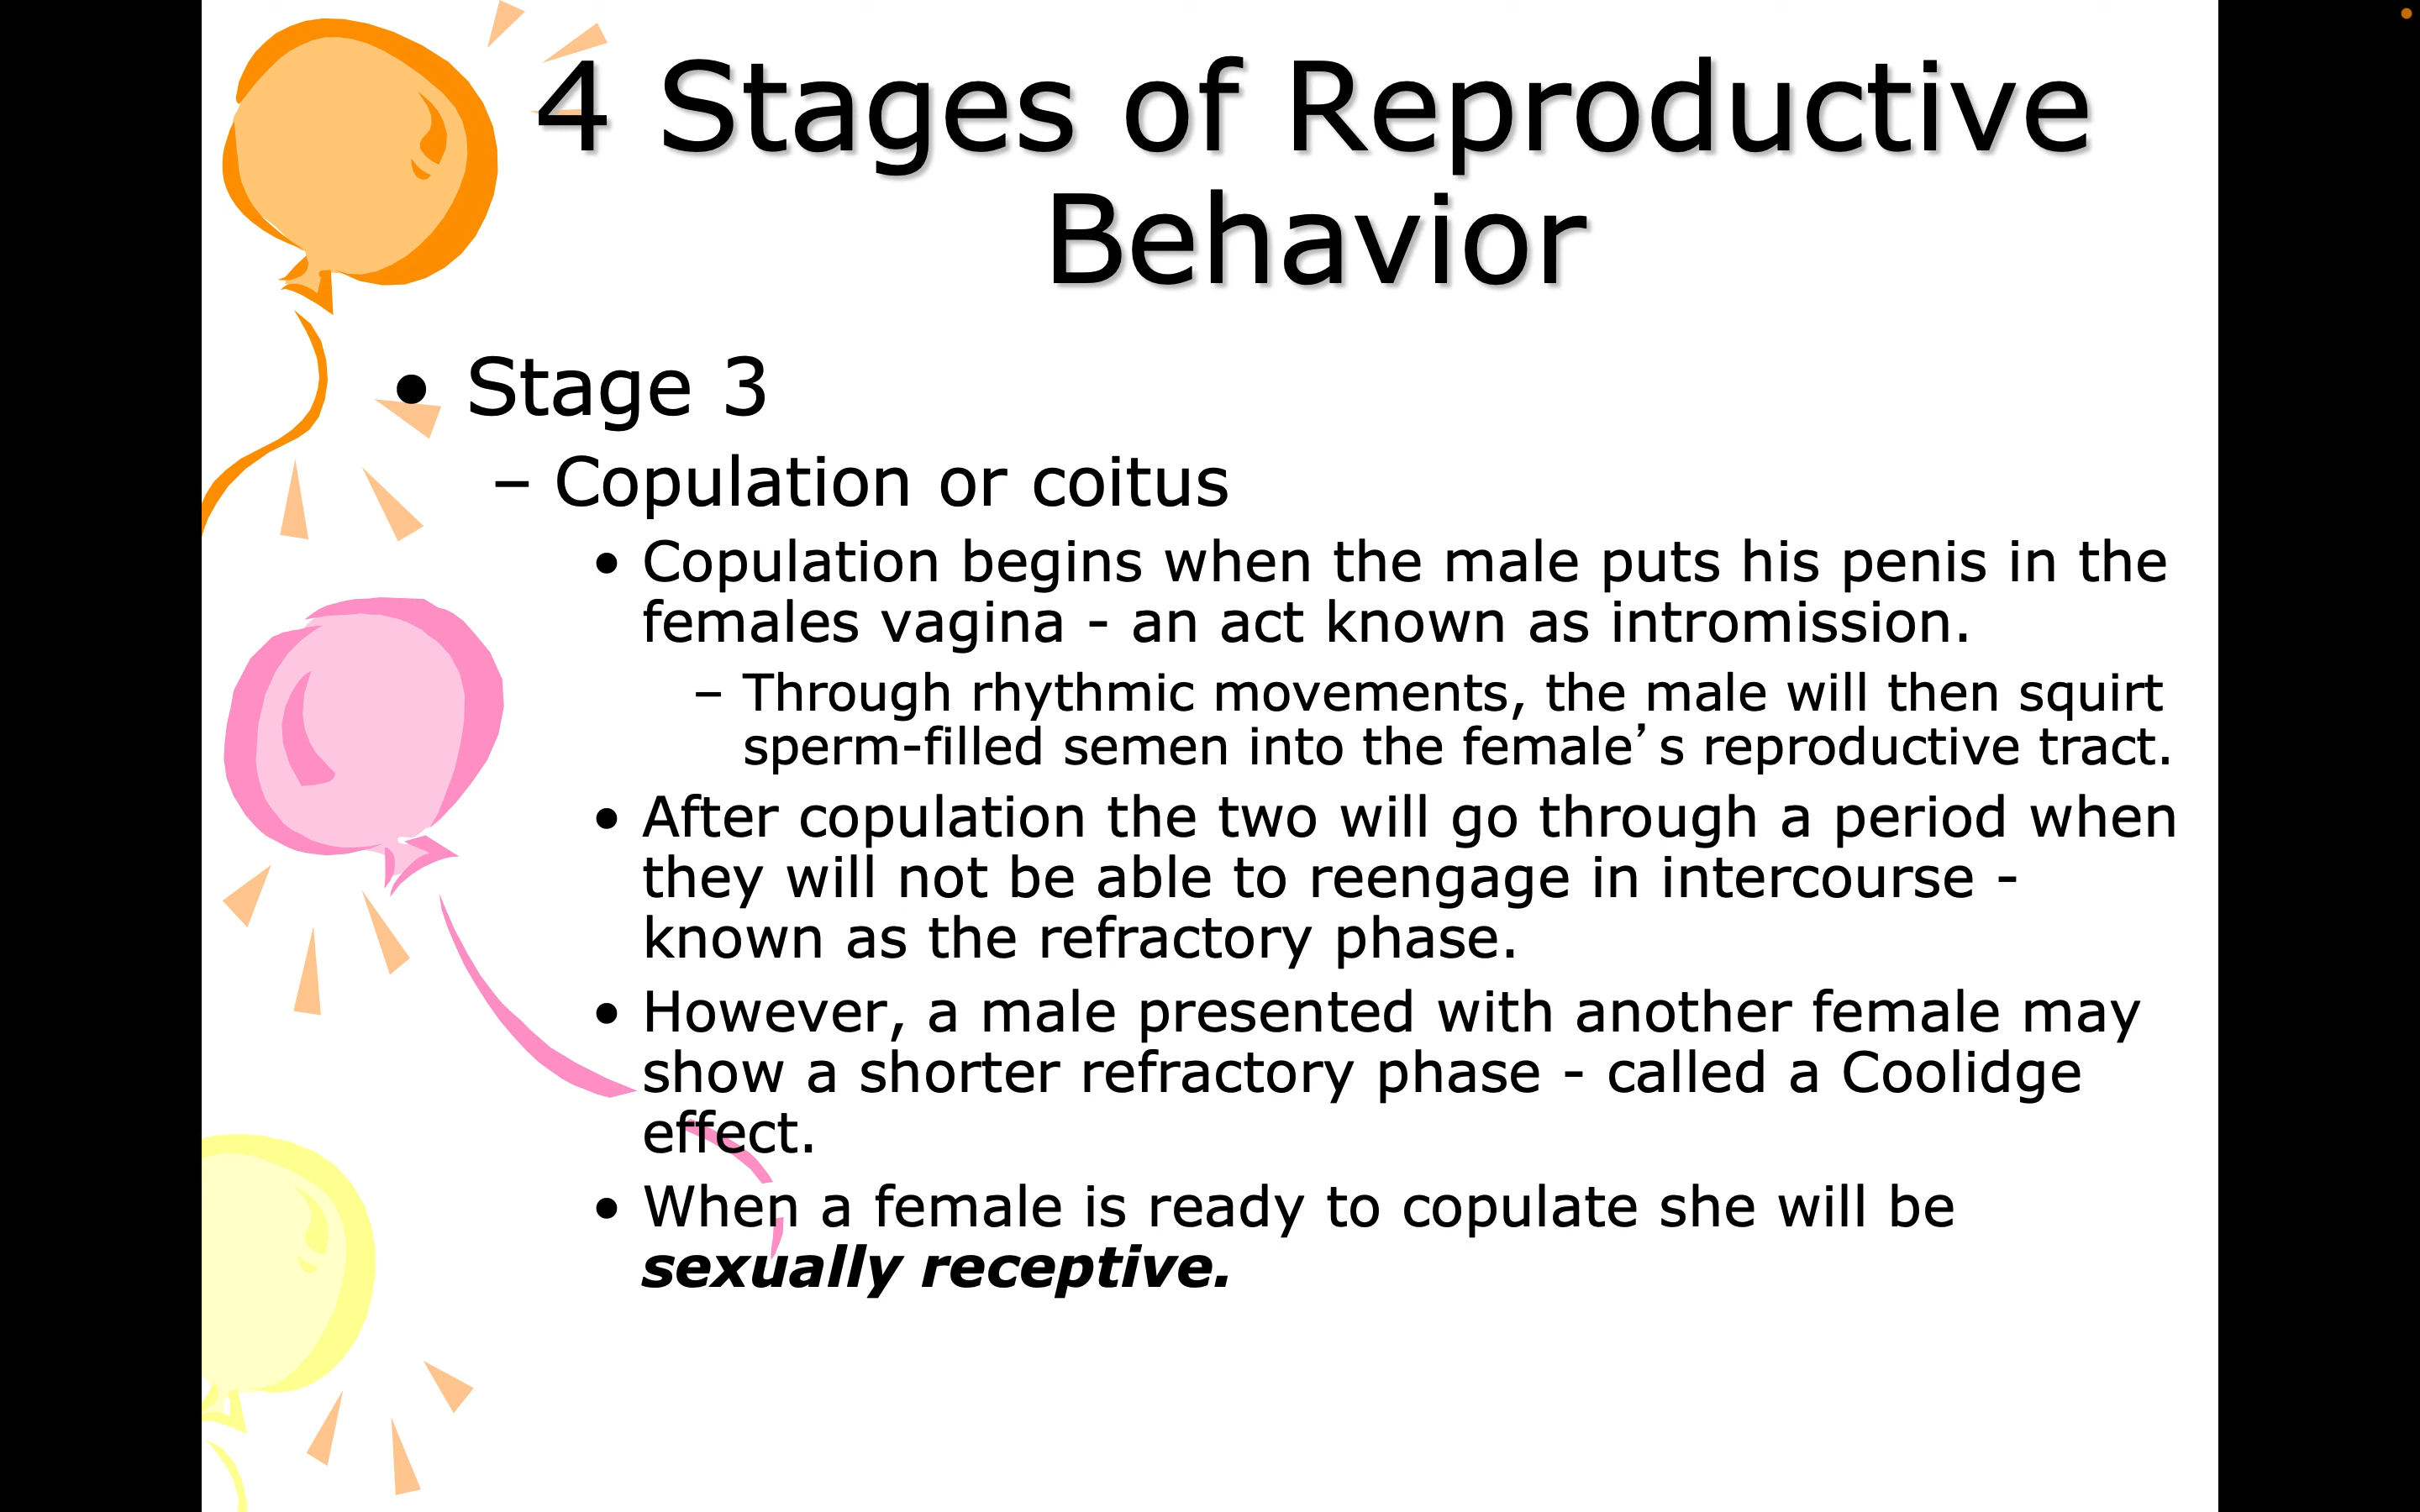 4 Stages of Reproductive
Behavior
• Stage 3
– Copulation or coitus
• Copulation begins when the male puts his penis in the
females vagina - an act known as intromission.
– Through rhythmic movements, the male will then squirt
sperm-filled semen into the female’s reproductive tract.
• After copulation the two will go through a period when
they will not be able to reengage in intercourse -
known as the refractory phase.
• However, a male presented with another female may
show a shorter refractory phase - called a Coolidge
effect.
• When a female is ready to copulate she will be
sexually receptive.